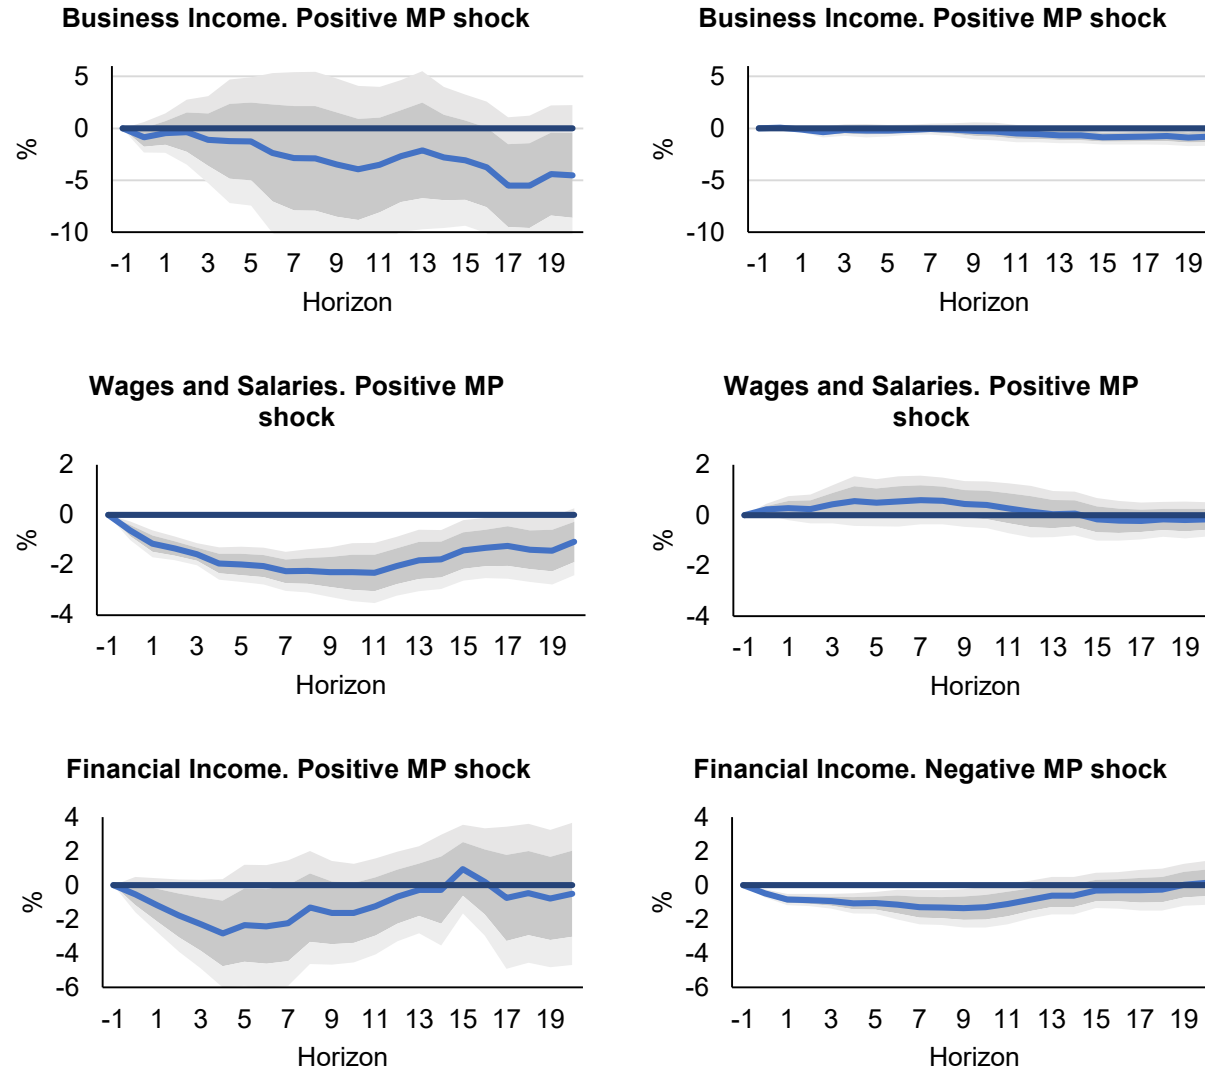 Business Income. Positive MP shock
5
0
-5
-10
%
-1 1 3 5 7 9 11 13 15 17 19
Horizon
Business Income. Positive MP shock
5
0
-5
-10
%
-1 1 3 5 7 9 11 13 15 17 19
Horizon
Wages and Salaries. Positive MP
shock
2
0
-2
-4
%
-1 1 3 5 7 9 11 13 15 17 19
Horizon
Wages and Salaries. Positive MP
shock
2
0
-2
-4
%
-1 1 3 5 7 9 11 13 15 17 19
Horizon
Financial Income. Positive MP shock
4
2
0
-2
-4
-6
%
-1 1 3 5 7 9 11 13 15 17 19
Horizon
Financial Income. Negative MP shock
4
2
0
-2
-4
-6
%
-1 1 3 5 7 9 11 13 15 17 19
Horizon